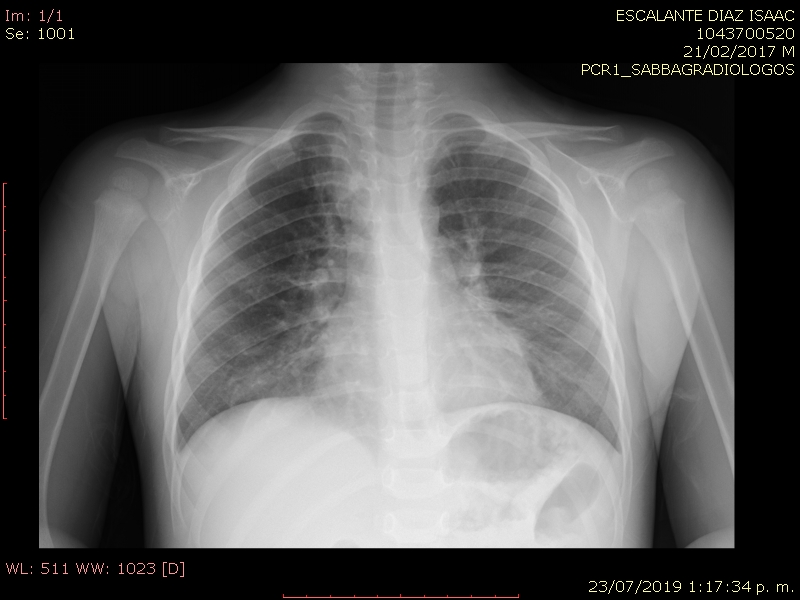 Im: 1/1
Se: 1001
ESCALANTE DIAZ ISAAC
1043700520
21/02/2017 M
PCR1_SABBAGRADIOLOGOS
WL: 511 WW: 1023 [D]
23/07/2019 1:17:34 p. m.